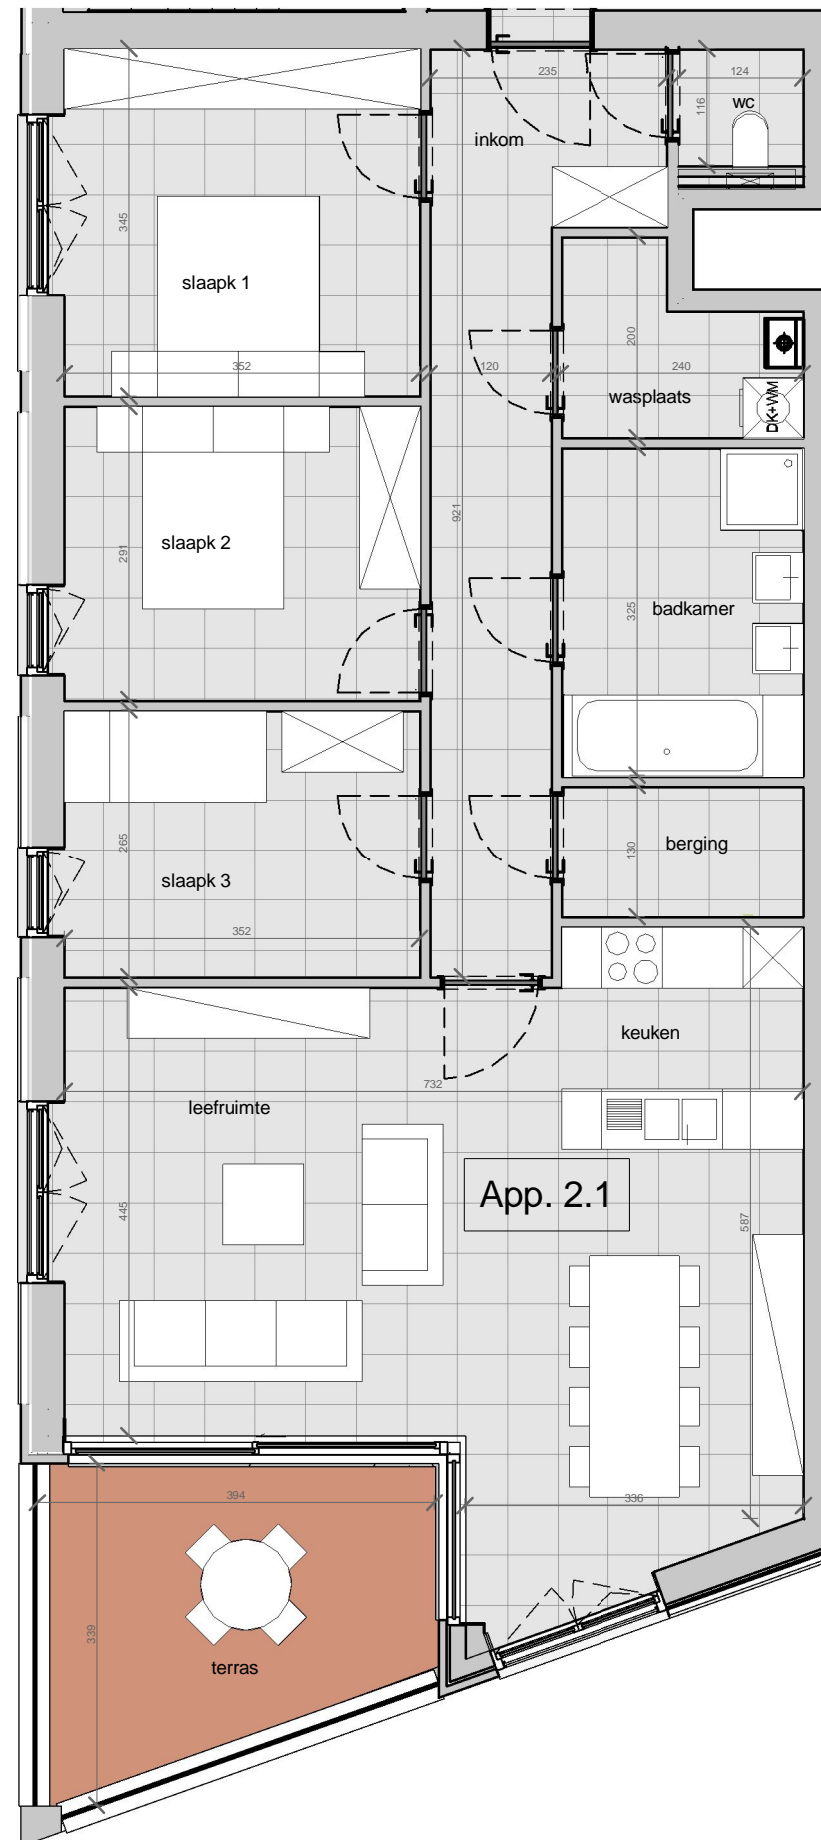 235
124
wc
116
inkom
345
slaapk 1
200
352
120
240
wasplaats
DK+WM
921
slaapk 2
291
325
badkamer
265
130
berging
slaapk 3
352
keuken
732
leefruimte
App. 2.1
445
587
394
336
339
terras